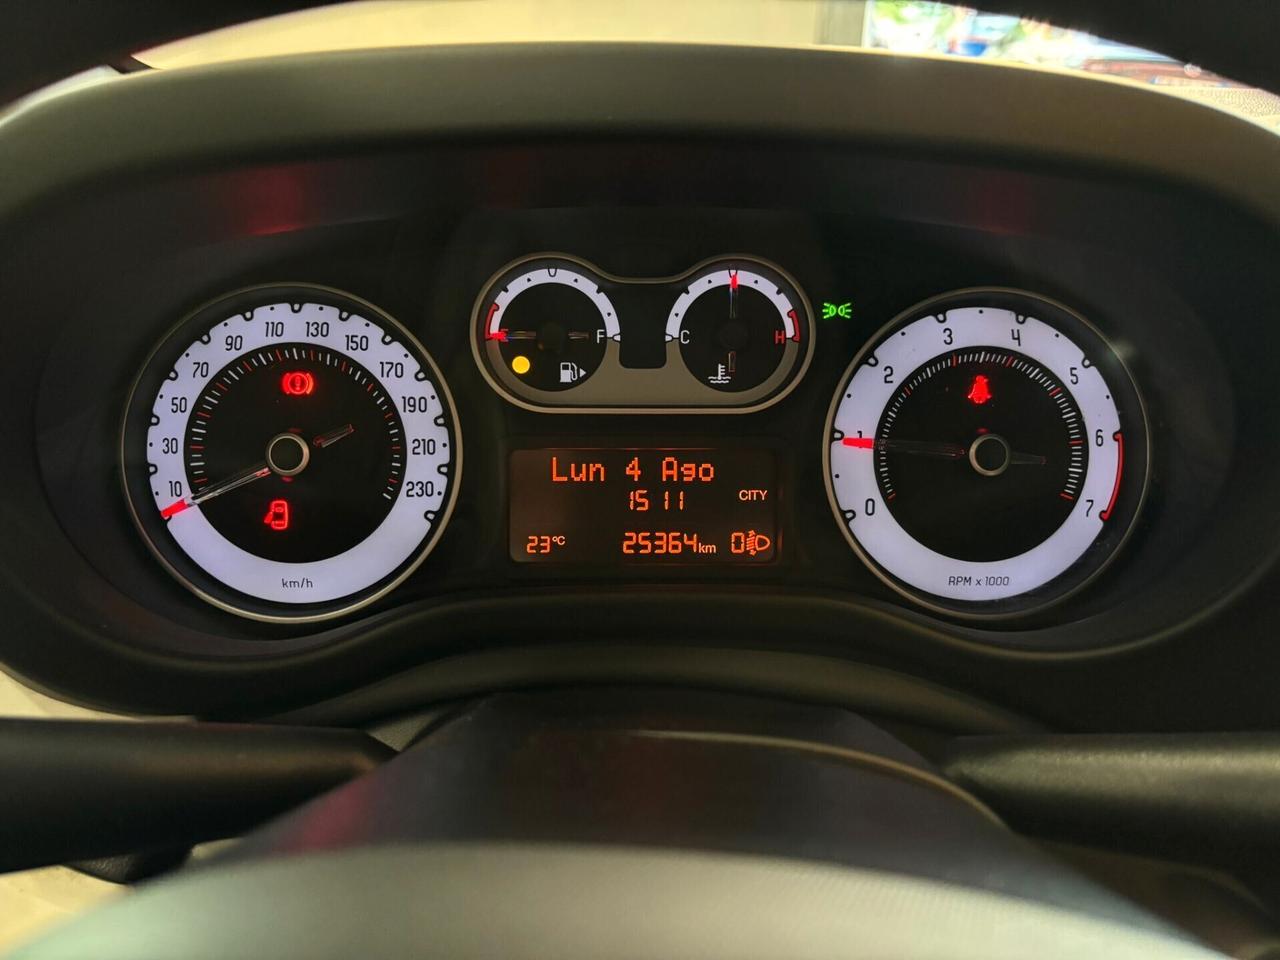 10 30 50 70 90 110 130 150 170 190 210 230
km/h
E F
C H
Lun 4 Ago
15 11 CITY
23°C 25364km 0
0 1 2 3 4 5 6 7
RPM x 1000